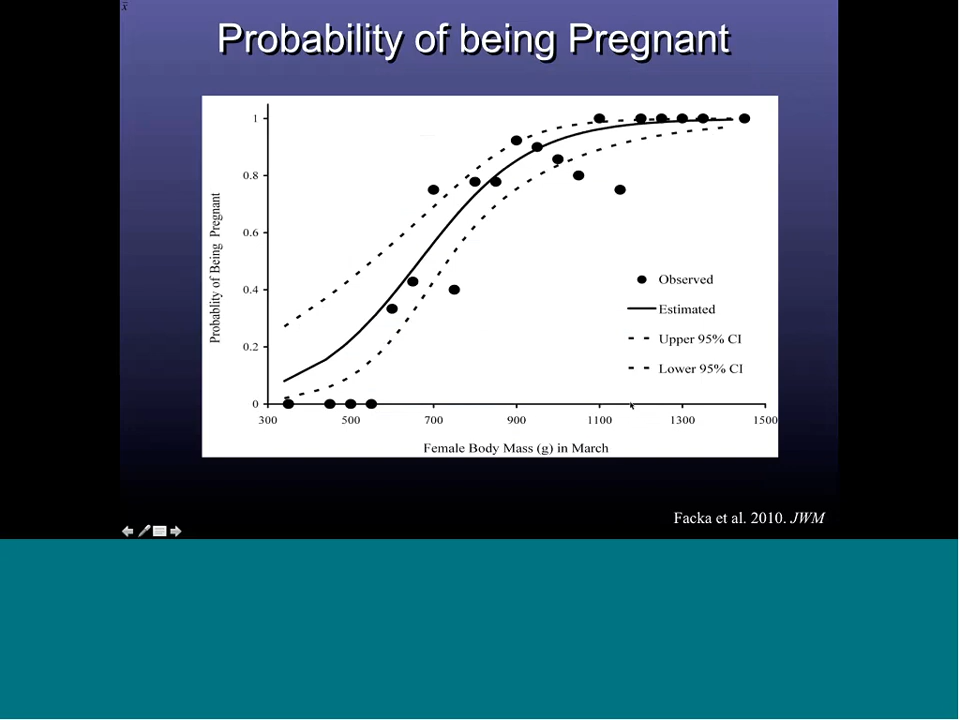 x̄
Probability of being Pregnant
Probablity of Being Pregnant
1
0.8
0.6
0.4
0.2
0
300 500 700 900 1100 1300 1500
Female Body Mass (g) in March
Observed
Estimated
Upper 95% CI
Lower 95% CI
Facka et al. 2010. JWM